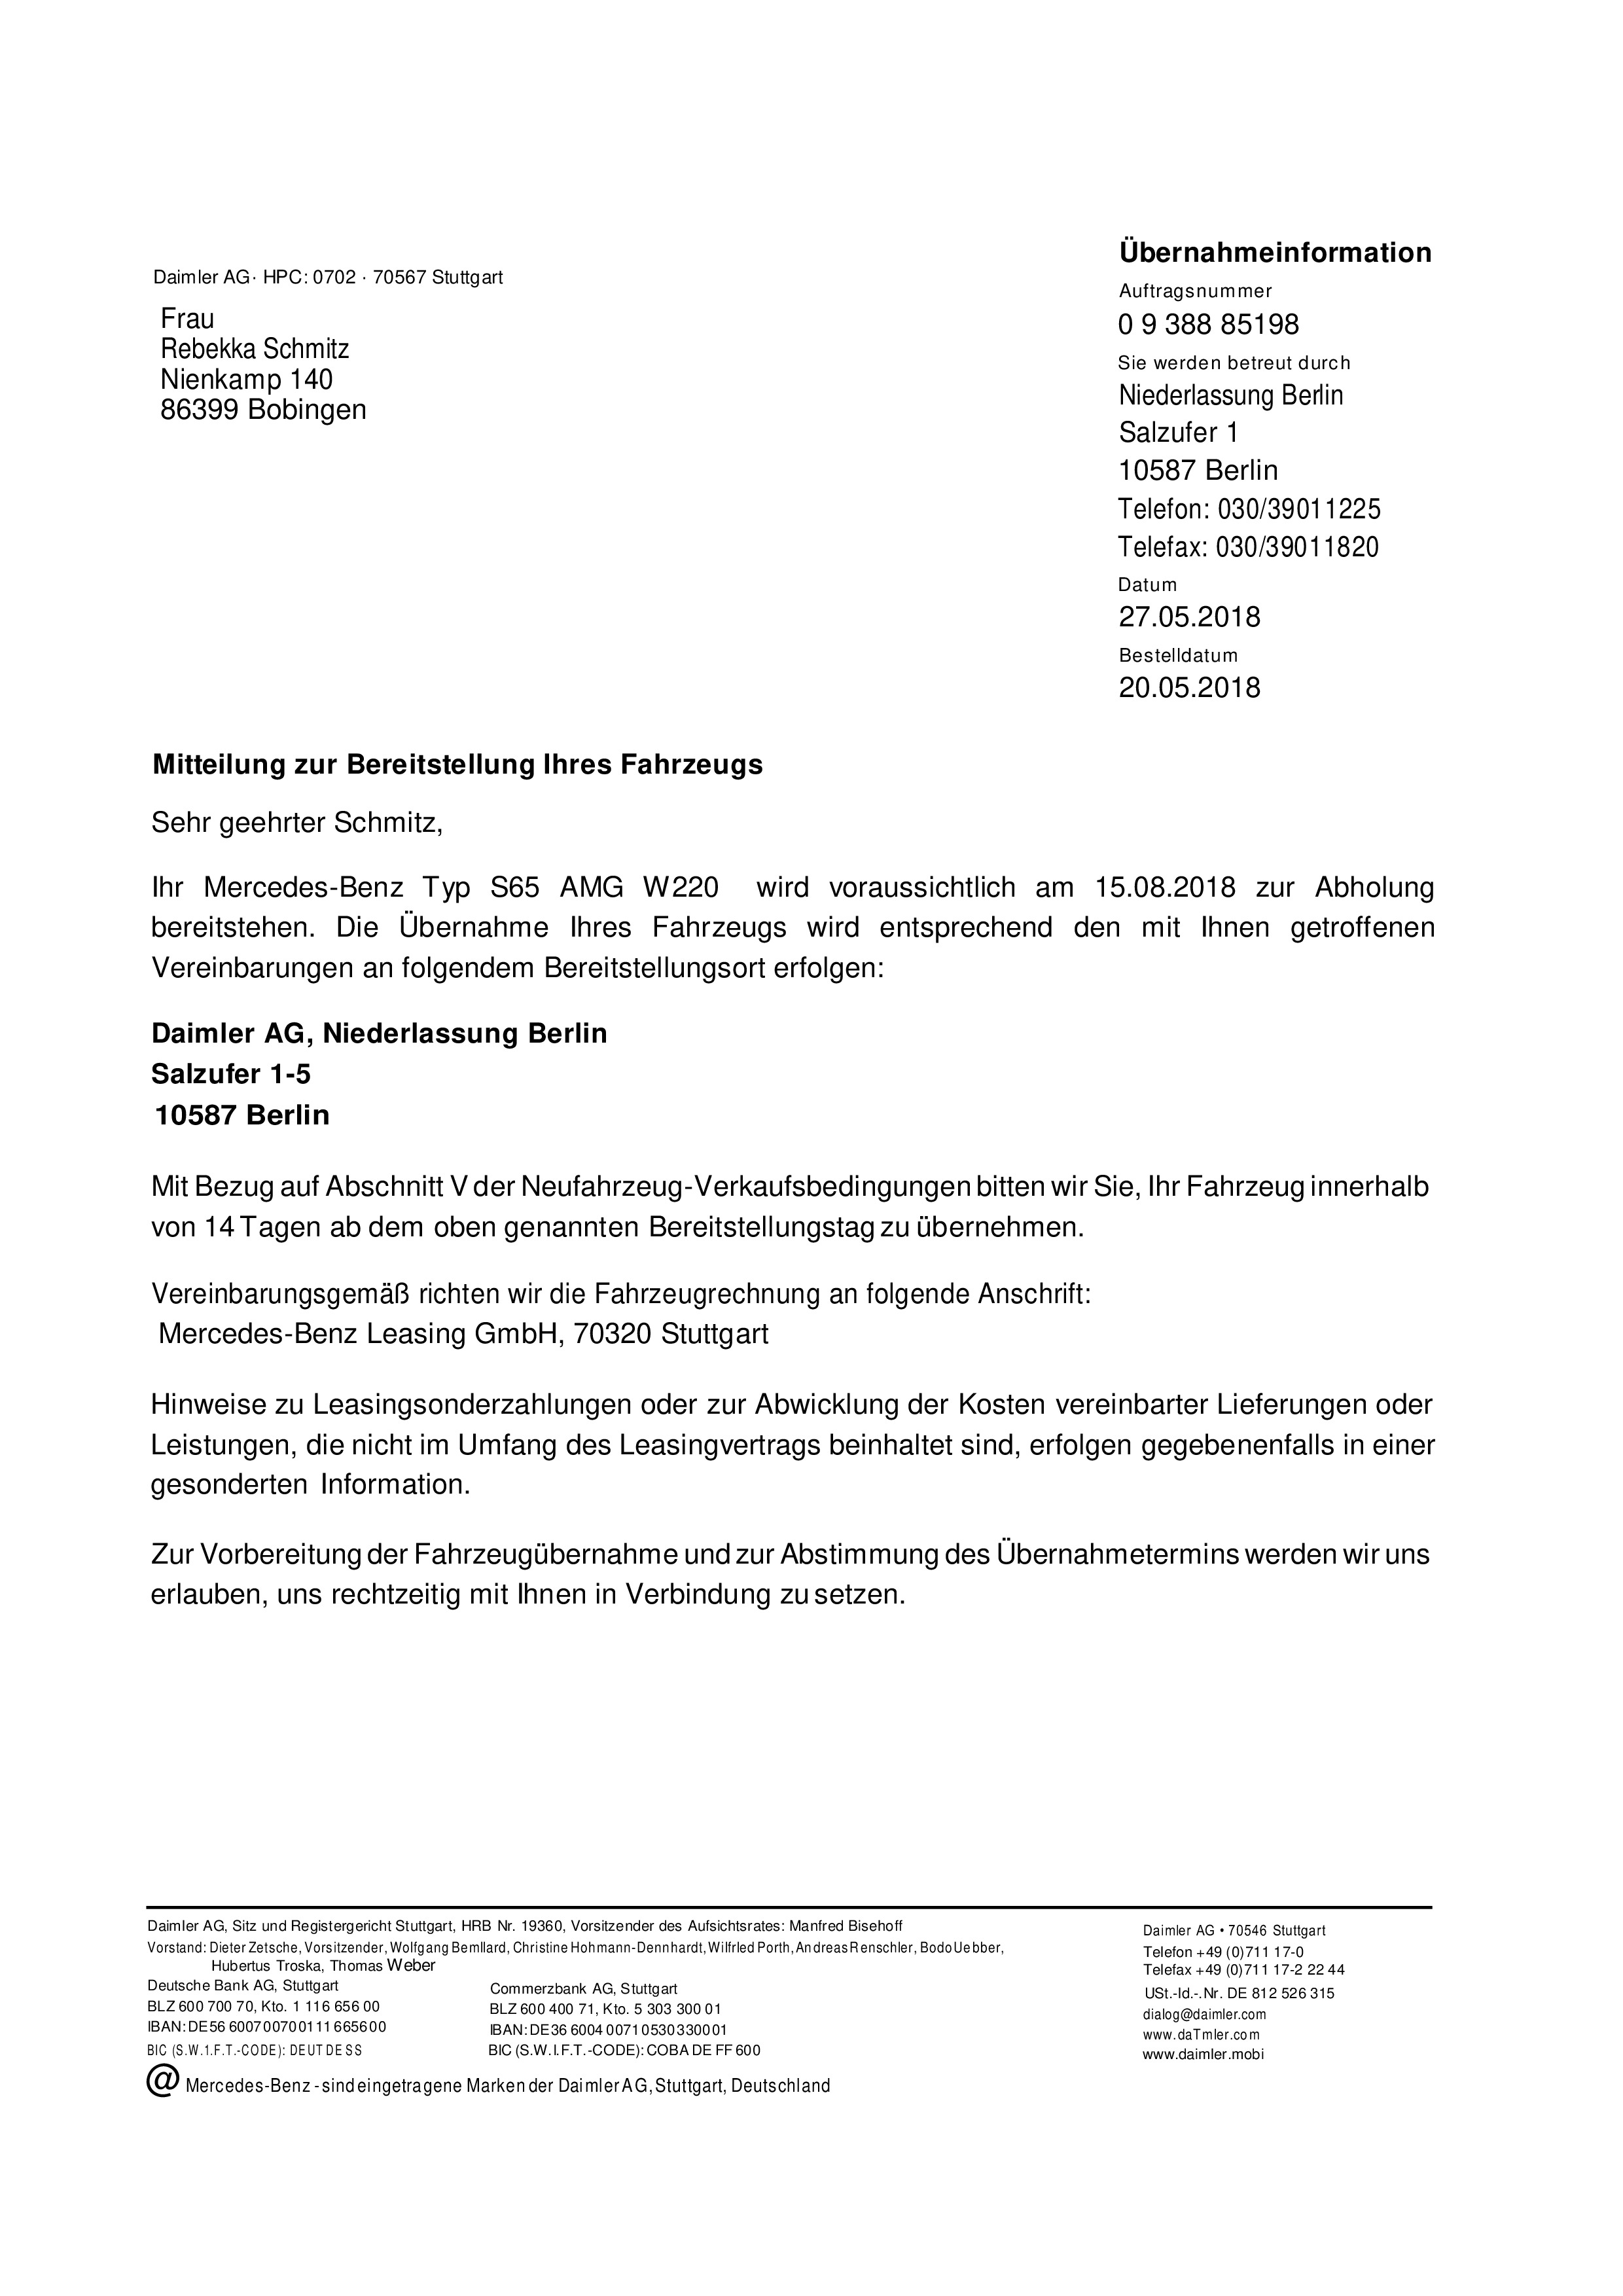 Übernahmeinformation
Daimler AG· HPC: 0702 · 70567 Stuttgart
Frau
Rebekka Schmitz
Nienkamp 140
86399 Bobingen
Auftragsnummer
0 9 388 85198
Sie werden betreut durch
Niederlassung Berlin
Salzufer 1
10587 Berlin
Telefon: 030/39011225
Telefax: 030/39011820
Datum
27.05.2018
Bestelldatum
20.05.2018
Mitteilung zur Bereitstellung Ihres Fahrzeugs
Sehr geehrter Schmitz,
Ihr Mercedes-Benz Typ S65 AMG W220 wird voraussichtlich am 15.08.2018 zur Abholung
bereitstehen. Die Übernahme Ihres Fahrzeugs wird entsprechend den mit Ihnen getroffenen
Vereinbarungen an folgendem Bereitstellungsort erfolgen:
Daimler AG, Niederlassung Berlin
Salzufer 1-5
10587 Berlin
Mit Bezug auf Abschnitt V der Neufahrzeug-Verkaufsbedingungen bitten wir Sie, Ihr Fahrzeug innerhalb
von 14 Tagen ab dem oben genannten Bereitstellungstag zu übernehmen.
Vereinbarungsgemäß richten wir die Fahrzeugrechnung an folgende Anschrift:
Mercedes-Benz Leasing GmbH, 70320 Stuttgart
Hinweise zu Leasingsonderzahlungen oder zur Abwicklung der Kosten vereinbarter Lieferungen oder
Leistungen, die nicht im Umfang des Leasingvertrags beinhaltet sind, erfolgen gegebenenfalls in einer
gesonderten Information.
Zur Vorbereitung der Fahrzeugübernahme und zur Abstimmung des Übernahmetermins werden wir uns
erlauben, uns rechtzeitig mit Ihnen in Verbindung zu setzen.
Daimler AG, Sitz und Registergericht Stuttgart, HRB Nr. 19360, Vorsitzender des Aufsichtsrates: Manfred Bisehoff
Vorstand: Dieter Zetsche, Vorsitzender, Wolfgang Bemllard, Christine Hohmann-Dennhardt, Wilfrled Porth, Andreas Renschler, Bodo Uebber,
Hubertus Troska, Thomas Weber
Deutsche Bank AG, Stuttgart
BLZ 600 700 70, Kto. 1 116 656 00
IBAN: DE56 6007 0070 0111 6656 00
BIC (S.W.1.F.T.-CODE): DEUT DE SS
Commerzbank AG, Stuttgart
BLZ 600 400 71, Kto. 5 303 300 01
IBAN: DE36 6004 0071 0530 3300 01
BIC (S.W.I.F.T.-CODE): COBA DE FF 600
@ Mercedes-Benz - sind eingetragene Marken der Daimler AG, Stuttgart, Deutschland
Daimler AG • 70546 Stuttgart
Telefon +49 (0)711 17-0
Telefax +49 (0)711 17-2 22 44
USt.-Id.-.Nr. DE 812 526 315
dialog@daimler.com
www.daTmler.com
www.daimler.mobi